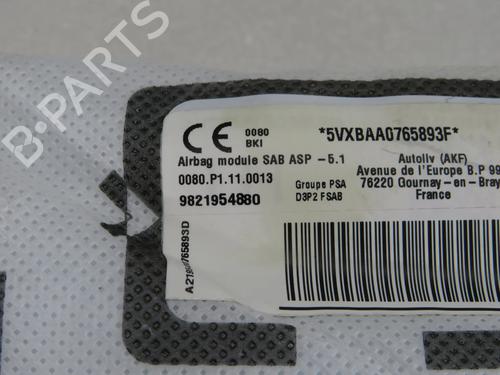 CE 0080
BKI
*5VXBAA0765893F*
Airbag module SAB ASP -5.1
0080.P1.11.0013
9821954880
Groupe PSA
D3P2 FSAB
Autoliv (AKF)
Avenue de l'Europe B.P 99
76220 Gournay-en-Bray
France
B-PARTS